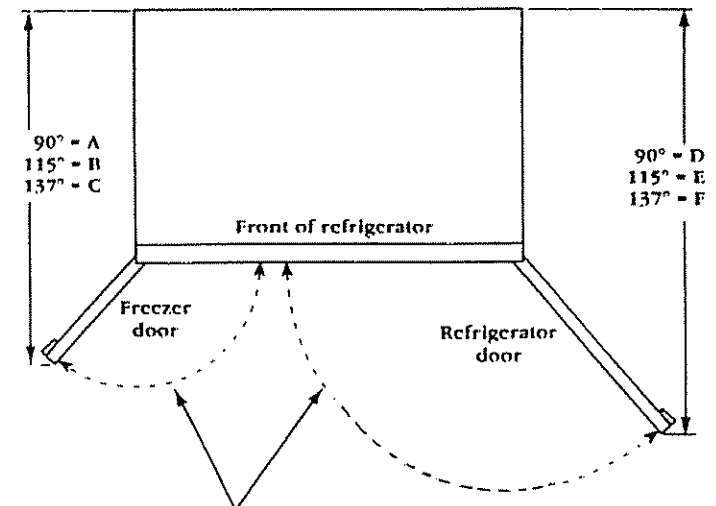 90° = A
115° = B
137° = C
90° = D
115° = E
137° = F
Front of refrigerator
Freezer
door
Refrigerator
door